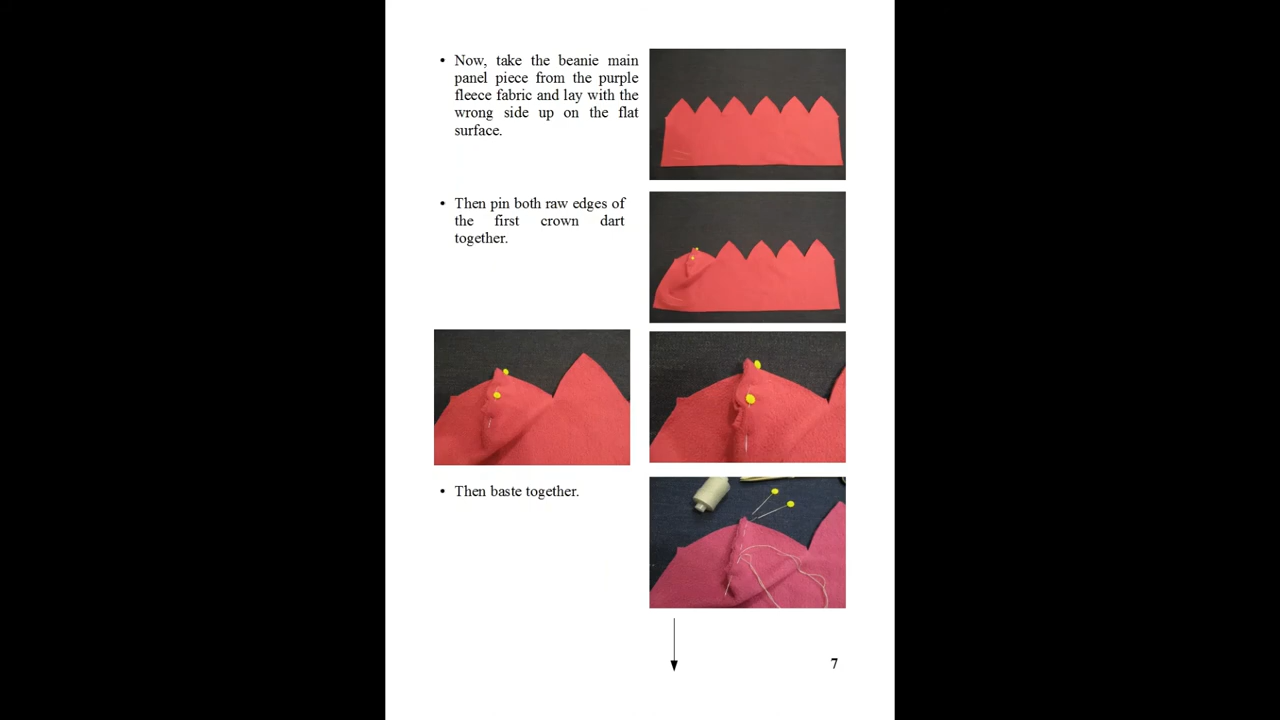 • Now, take the beanie main
panel piece from the purple
fleece fabric and lay with the
wrong side up on the flat
surface.
• Then pin both raw edges of
the first crown dart
together.
• Then baste together.
7